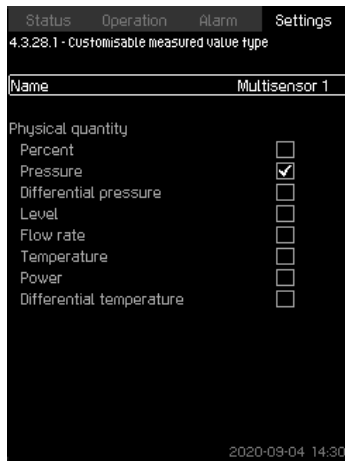 Status Operation Alarm Settings
4.3.28.1 - Customisable measured value type
Name Multisensor 1
Physical quantity
Percent
Pressure
Differential pressure
Level
Flow rate
Temperature
Power
Differential temperature
2020-09-04 14:30